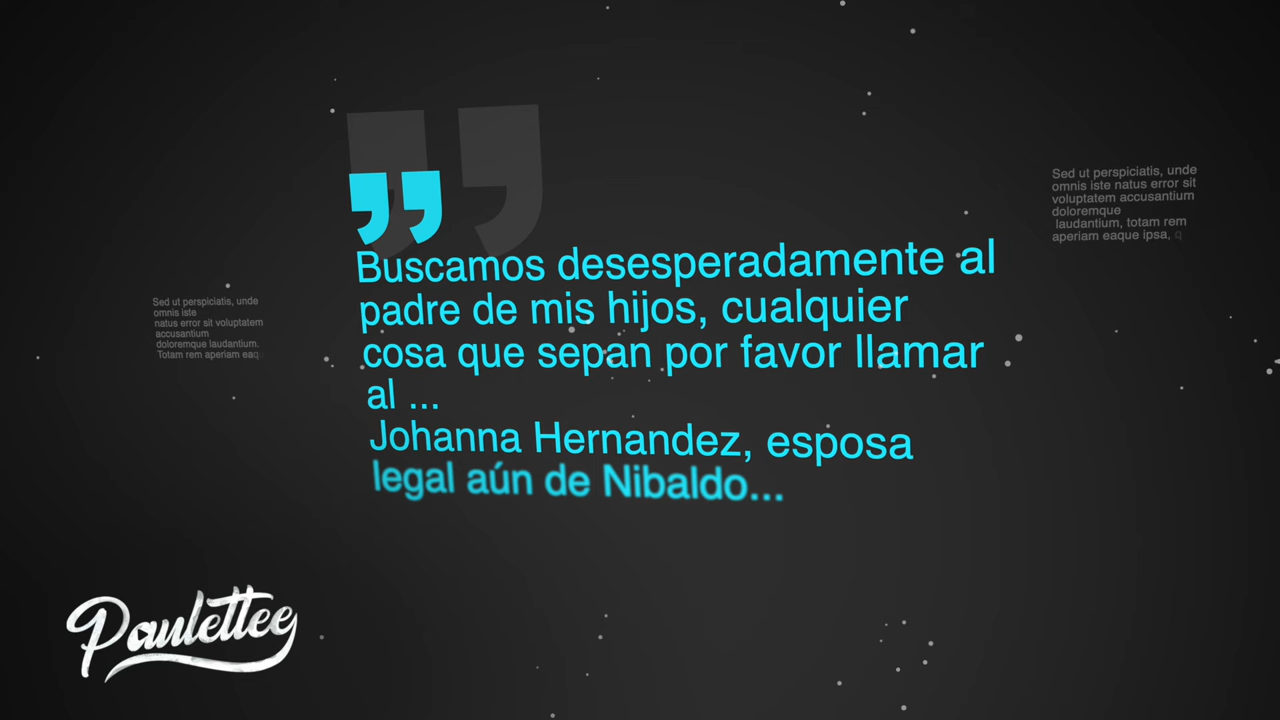 Buscamos desesperadamente al
padre de mis hijos, cualquier
cosa que sepan por favor llamar
al ...
Johanna Hernandez, esposa
legal aún de Nibaldo...
Sed ut perspiciatis, unde
omnis iste natus error sit
voluptatem accusantium
doloremque
laudantium, totam rem
aperiam eaque ipsa, q
Sed ut perspiciatis, unde
omnis iste
natus error sit voluptatem
accusantium
doloremque laudantium.
Totam rem aperiam eaq
Paulettee